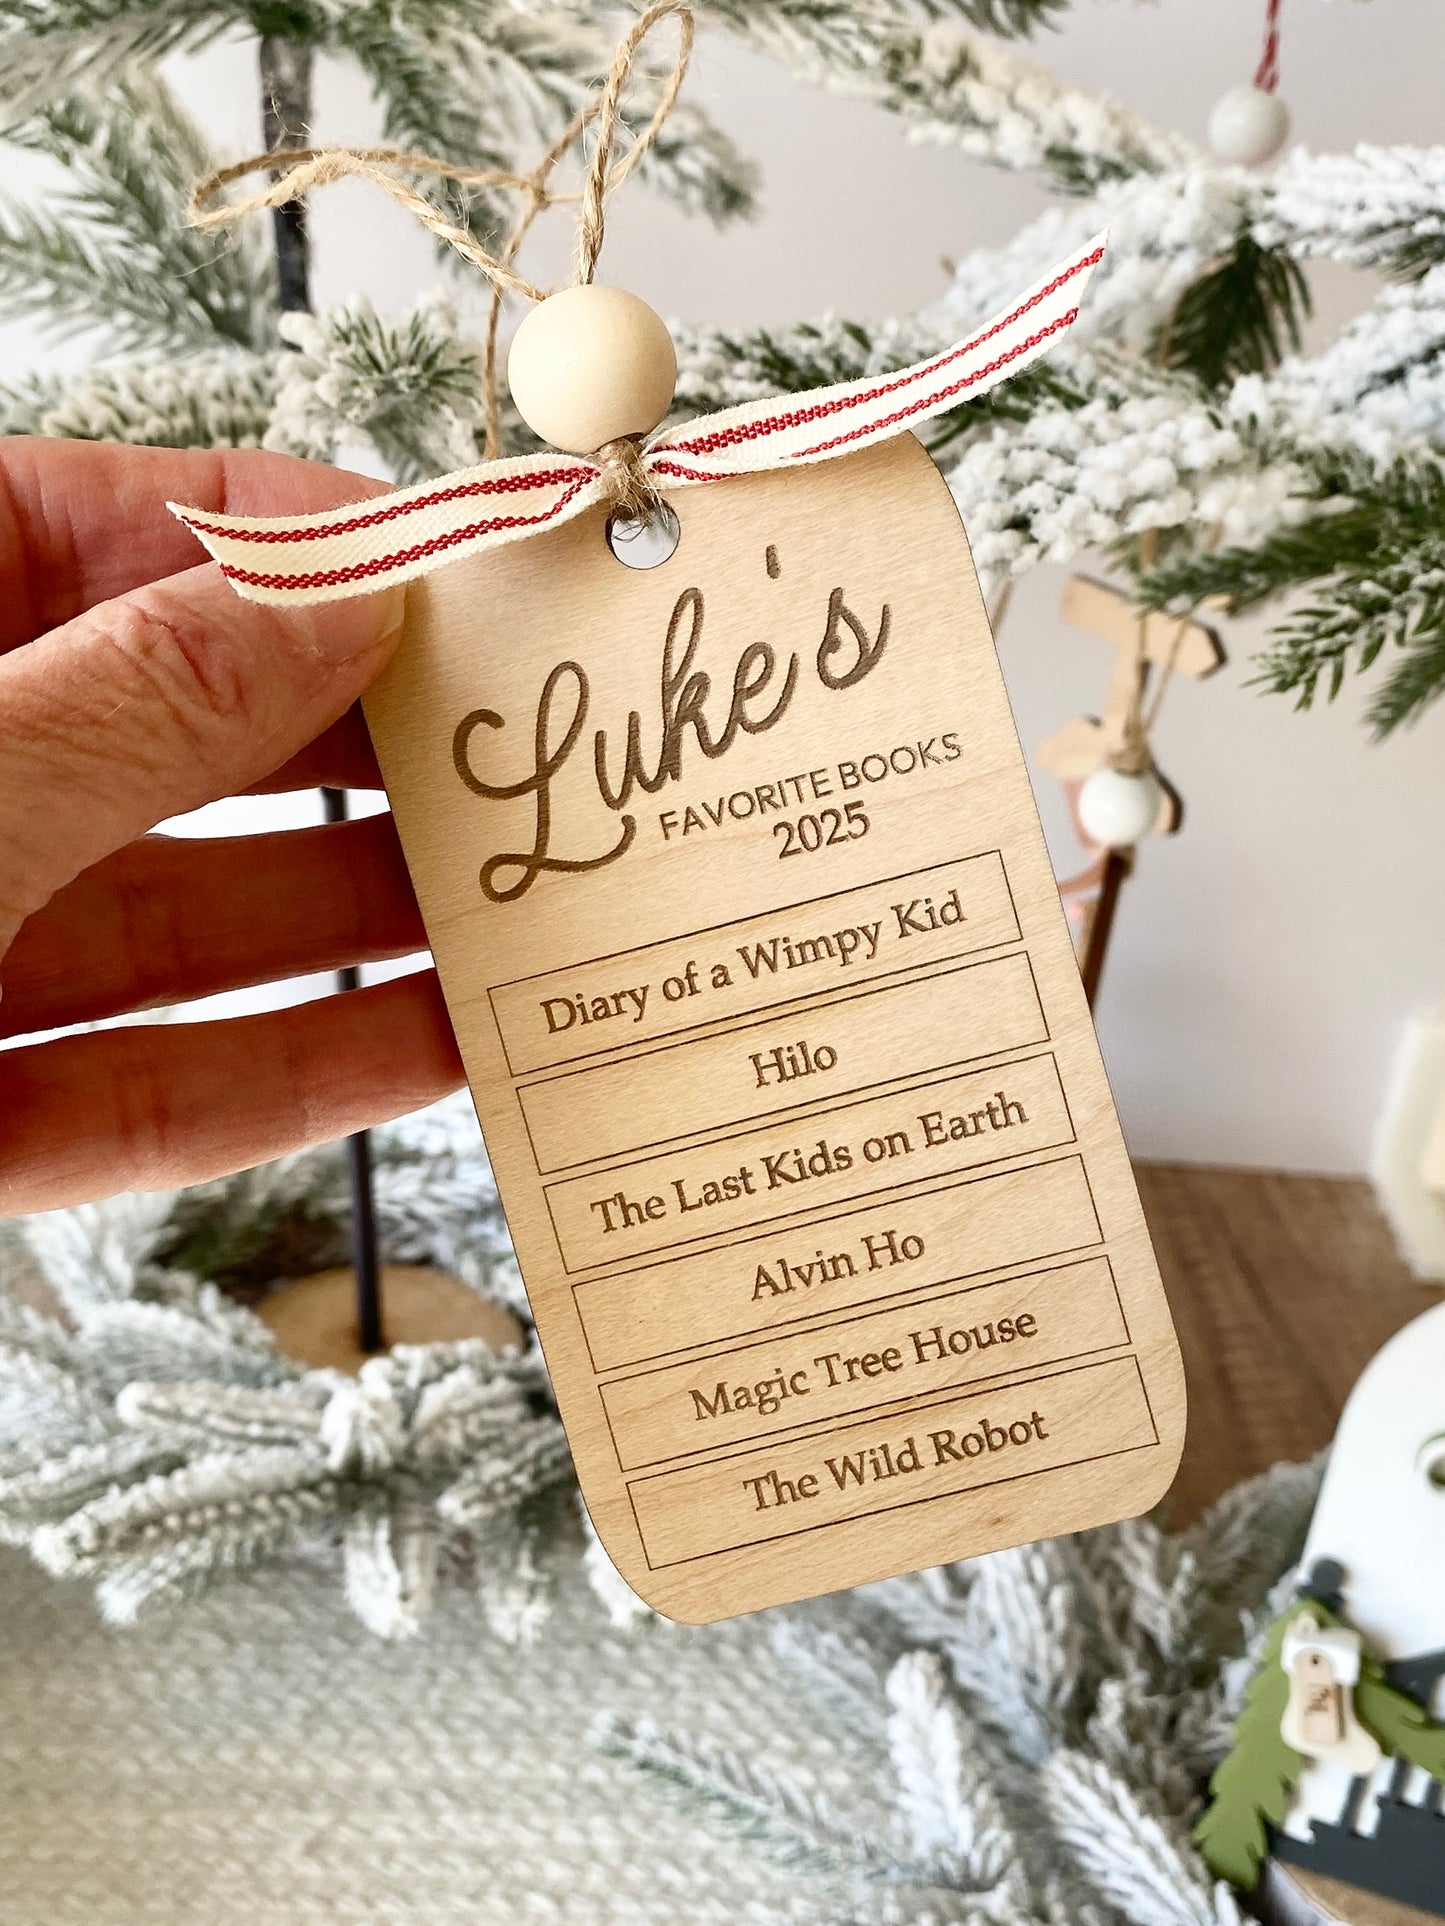 Luke's
FAVORITE BOOKS
2025
Diary of a Wimpy Kid
Hilo
The Last Kids on Earth
Alvin Ho
Magic Tree House
The Wild Robot